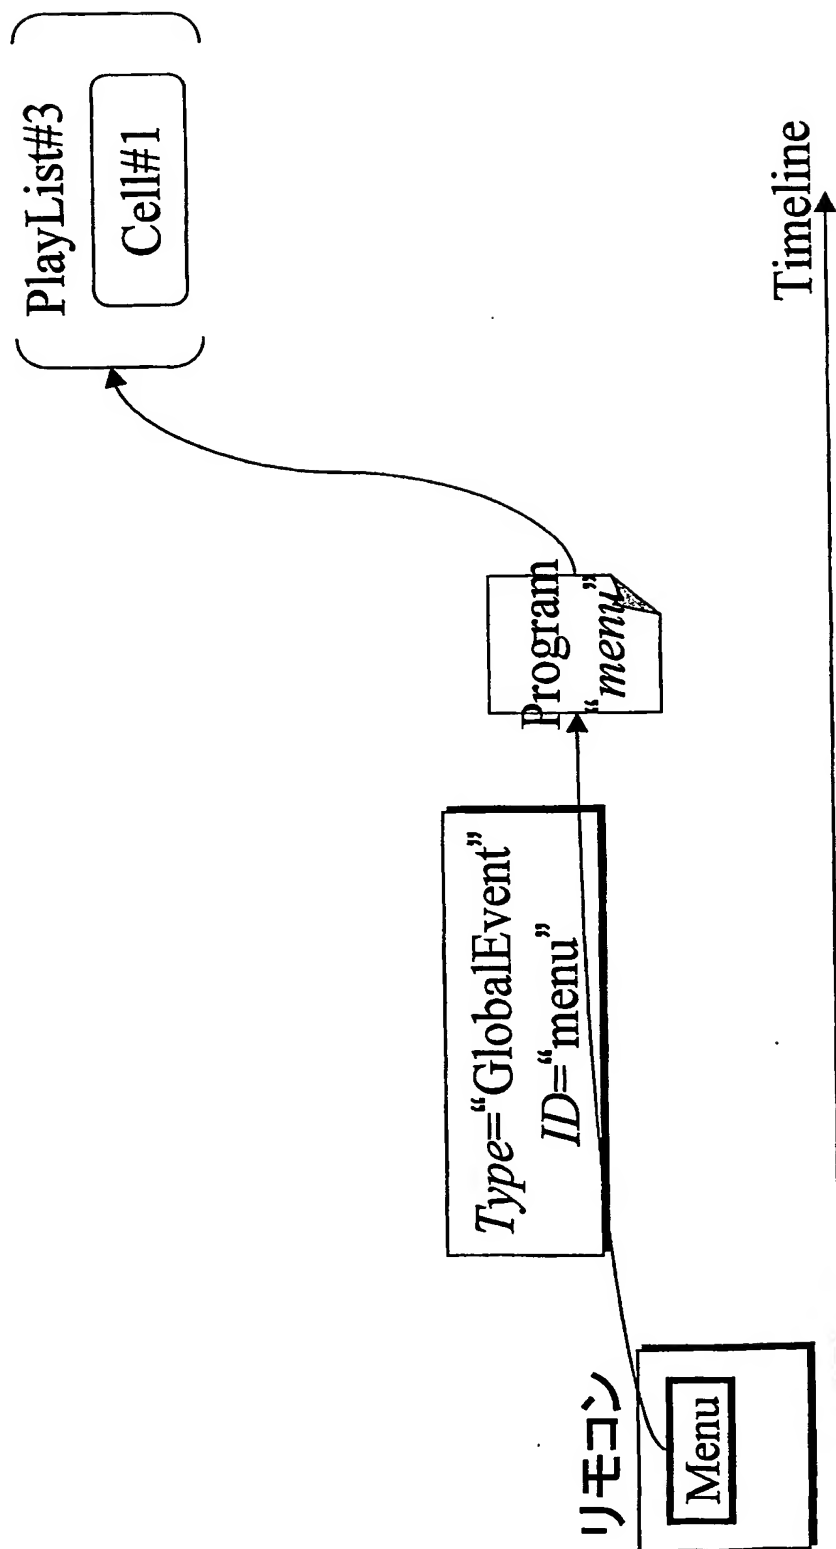 リモコン
Menu
Type=“GlobalEvent”
ID=“menu”
Program
“menu”
PlayList#3
Cell#1
Timeline